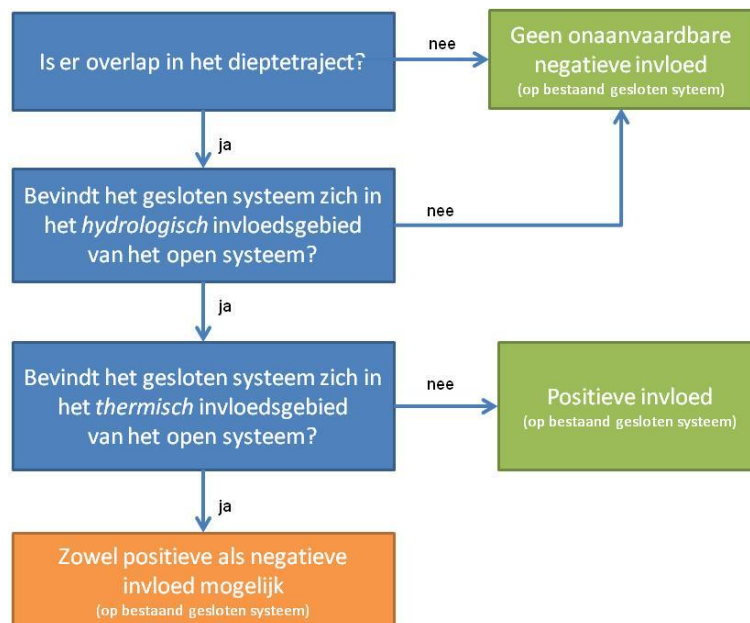 Is er overlap in het dieptetraject?
nee
Geen onaanvaardbare
negatieve invloed
(op bestaand gesloten syteem)
ja
Bevindt het gesloten systeem zich in
het hydrologisch invloedsgebied
van het open systeem?
nee
ja
Bevindt het gesloten systeem zich in
het thermisch invloedsgebied
van het open systeem?
nee
Positieve invloed
(op bestaand gesloten systeem)
ja
Zowel positieve als negatieve
invloed mogelijk
(op bestaand gesloten systeem)